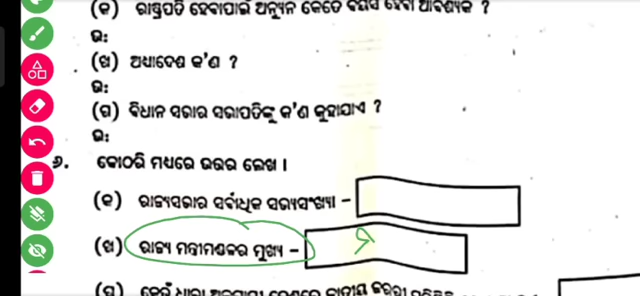 (କ) ରାଷ୍ଟ୍ରପତି ହେବାପାଇଁ ଅନ୍ୟୂନ କେତେ ବୟସ ହେବା ଆବଶ୍ୟକ ?
ଉ:
(ଖ) ଅଧ୍ୟାଦେଶ କ'ଣ ?
ଉ:
(ଗ) ବିଧାନ ସଭାର ସଭାପତିଙ୍କୁ କ'ଣ କୁହାଯାଏ ?
ଉ:
୬. କୋଠରି ମଧ୍ୟରେ ଉତ୍ତର ଲେଖ ।
(କ) ରାଜ୍ୟସଭାର ସର୍ବାଧିକ ସଭ୍ୟସଂଖ୍ୟା –
(ଖ) ରାଜ୍ୟ ମନ୍ତ୍ରୀମଣ୍ଡଳର ମୁଖ୍ୟ –
(ଗ) କେଉଁ ଧାରା